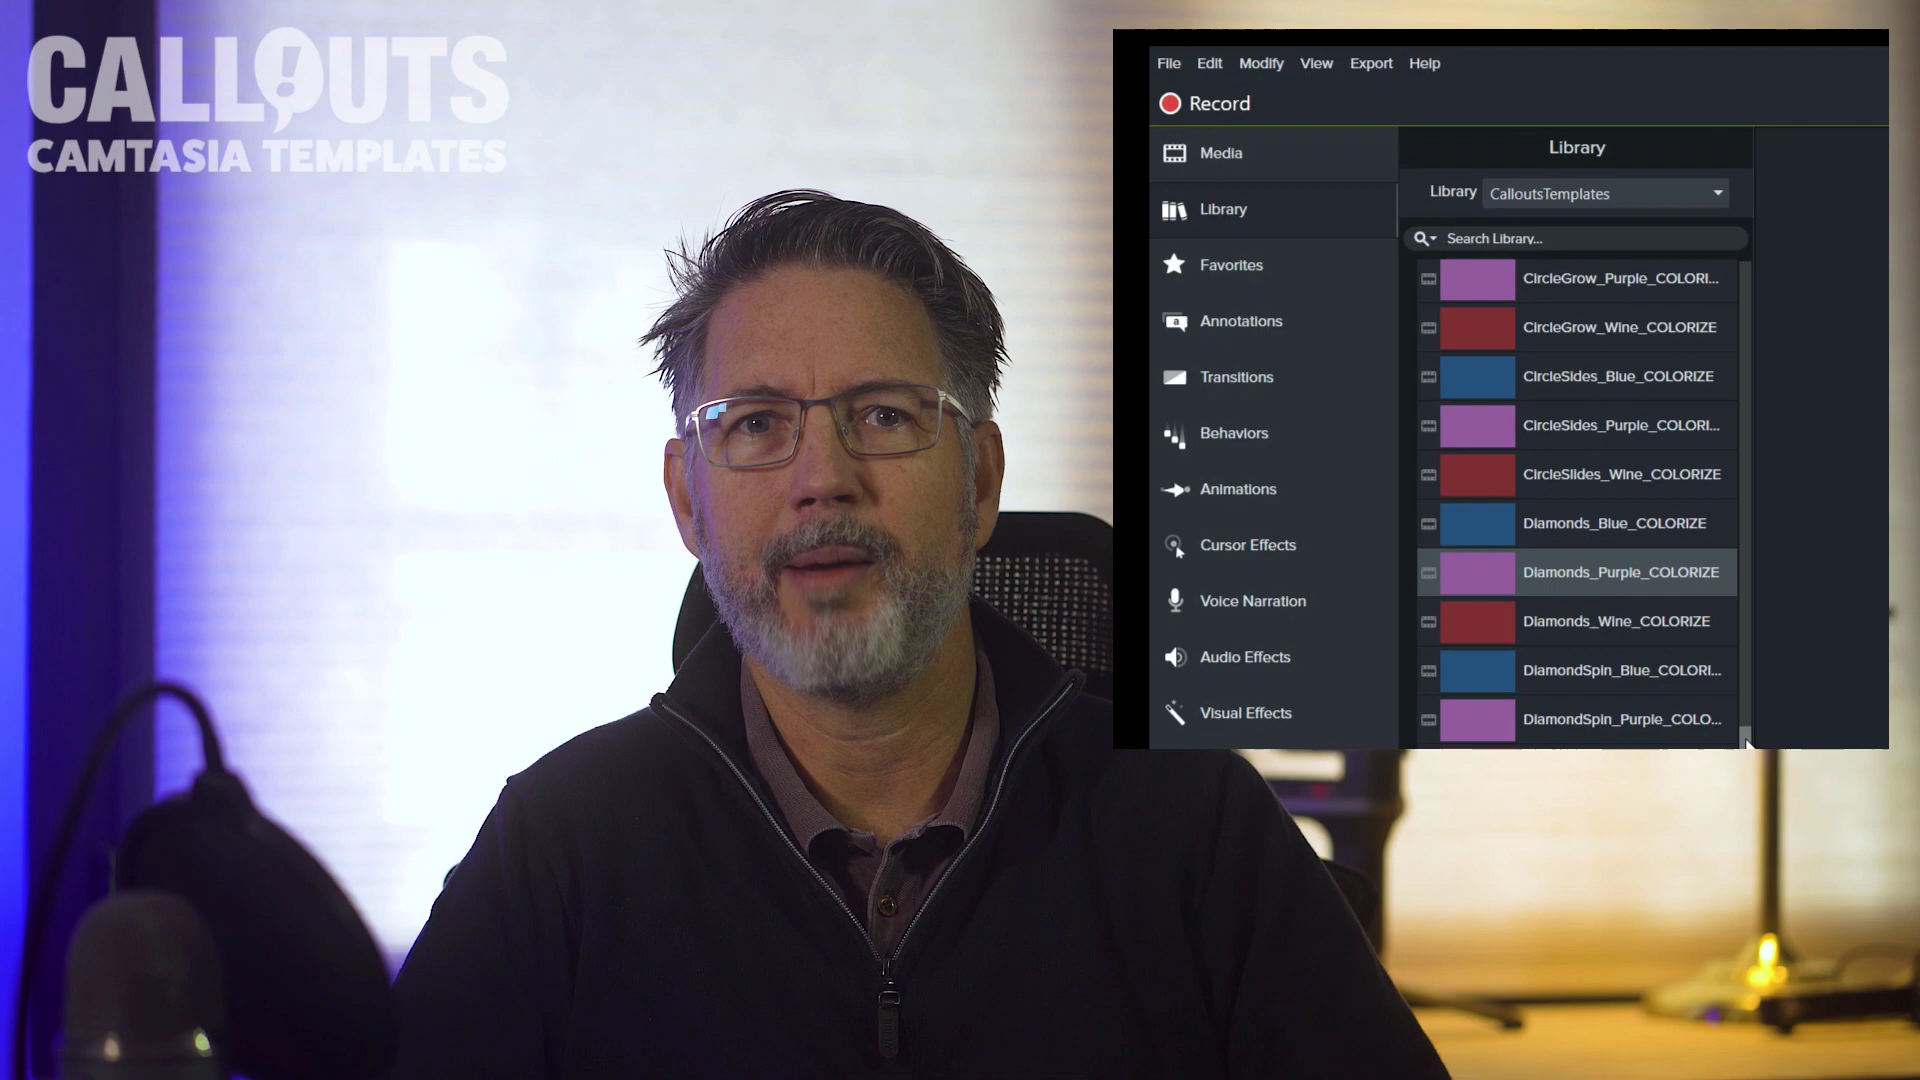 CALLOUTS
CAMTASIA TEMPLATES
File Edit Modify View Export Help
Record
Media
Library
Favorites
Annotations
Transitions
Behaviors
Animations
Cursor Effects
Voice Narration
Audio Effects
Visual Effects
Library
Library CalloutsTemplates
Search Library...
CircleGrow_Purple_COLORI...
CircleGrow_Wine_COLORIZE
CircleSides_Blue_COLORIZE
CircleSides_Purple_COLORI...
CircleSlides_Wine_COLORIZE
Diamonds_Blue_COLORIZE
Diamonds_Purple_COLORIZE
Diamonds_Wine_COLORIZE
DiamondSpin_Blue_COLORI...
DiamondSpin_Purple_COLO...